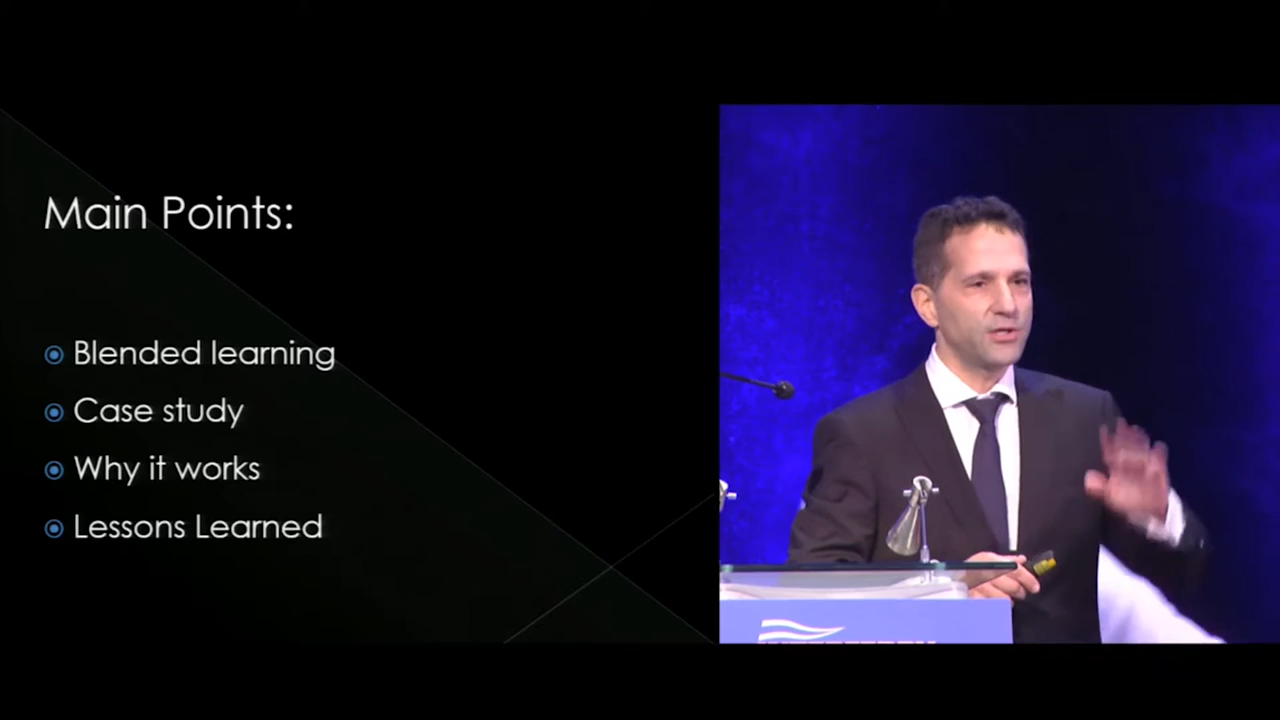 Main Points:
Blended learning
Case study
Why it works
Lessons Learned